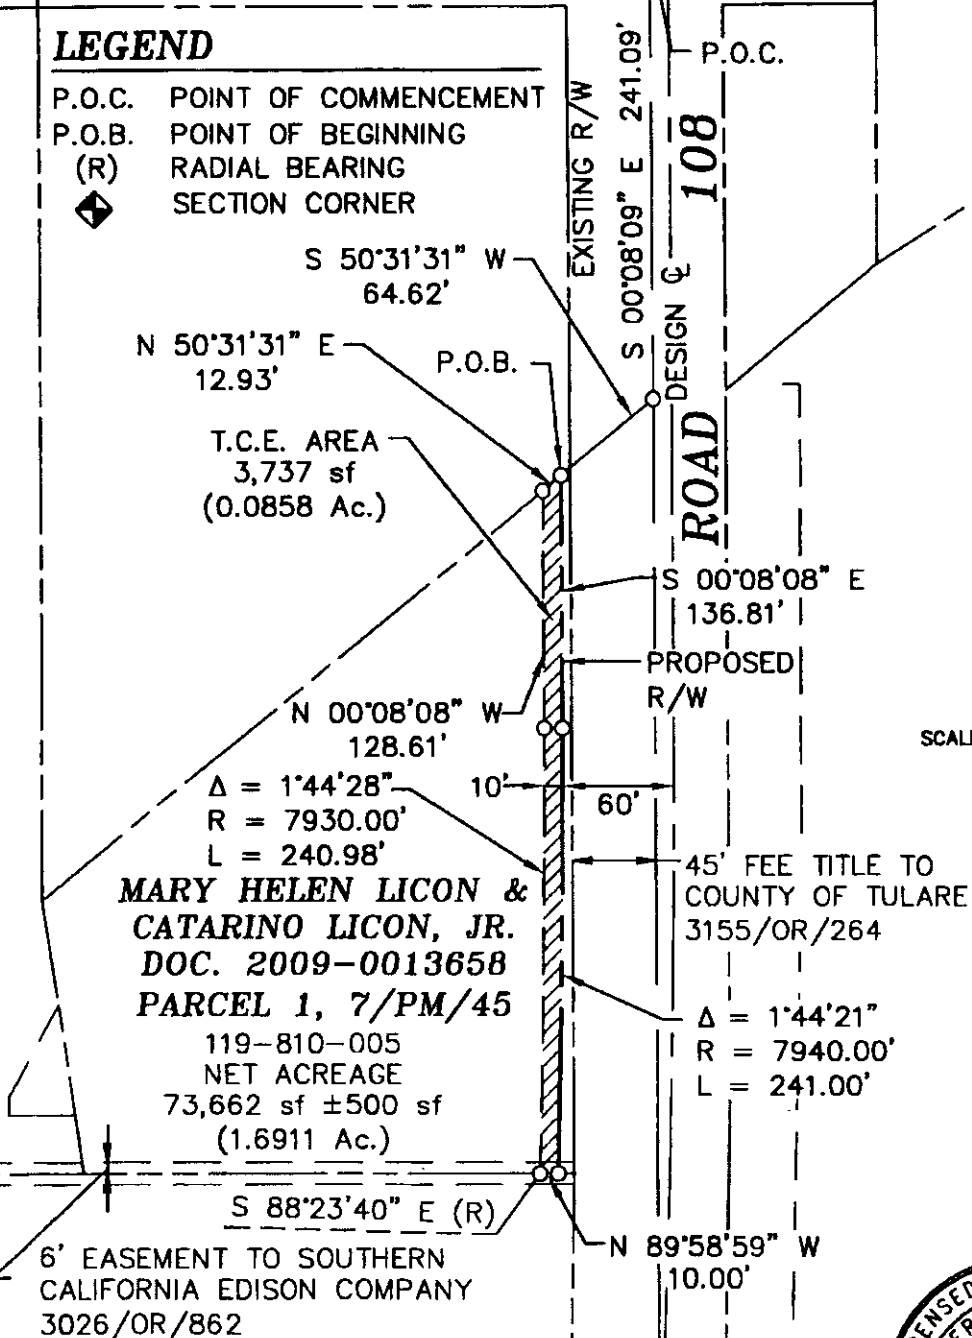 LEGEND
P.O.C. POINT OF COMMENCEMENT
P.O.B. POINT OF BEGINNING
(R) RADIAL BEARING
SECTION CORNER
EXISTING R/W
S 00°08'09" E 241.09'
P.O.C.
DESIGN ℄
ROAD 108
S 50°31'31" W
64.62'
N 50°31'31" E
12.93'
P.O.B.
T.C.E. AREA
3,737 sf
(0.0858 Ac.)
S 00°08'08" E
136.81'
PROPOSED
R/W
N 00°08'08" W
128.61'
SCAL
Δ = 1°44'28"
R = 7930.00'
L = 240.98'
10'
60'
45' FEE TITLE TO
COUNTY OF TULARE
3155/OR/264
MARY HELEN LICON &
CATARINO LICON, JR.
DOC. 2009-0013658
PARCEL 1, 7/PM/45
119-810-005
NET ACREAGE
73,662 sf ±500 sf
(1.6911 Ac.)
Δ = 1°44'21"
R = 7940.00'
L = 241.00'
S 88°23'40" E (R)
N 89°58'59" W
10.00'
6' EASEMENT TO SOUTHERN
CALIFORNIA EDISON COMPANY
3026/OR/862
ENSED